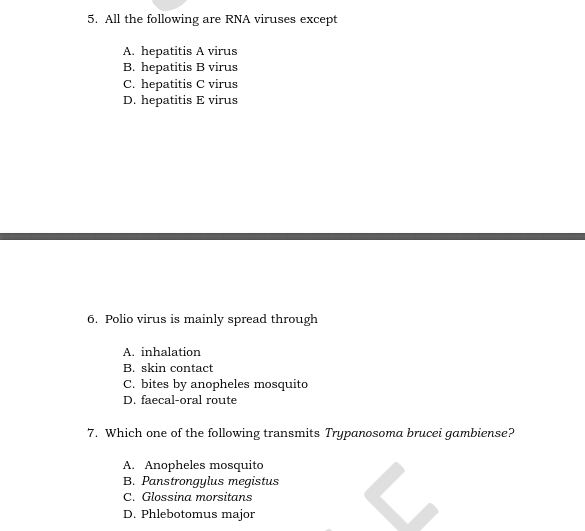 5. All the following are RNA viruses except
A. hepatitis A virus
B. hepatitis B virus
C. hepatitis C virus
D. hepatitis E virus
6. Polio virus is mainly spread through
A. inhalation
B. skin contact
C. bites by anopheles mosquito
D. faecal-oral route
7. Which one of the following transmits Trypanosoma brucei gambiense?
A. Anopheles mosquito
B. Panstrongylus megistus
C. Glossina morsitans
D. Phlebotomus major